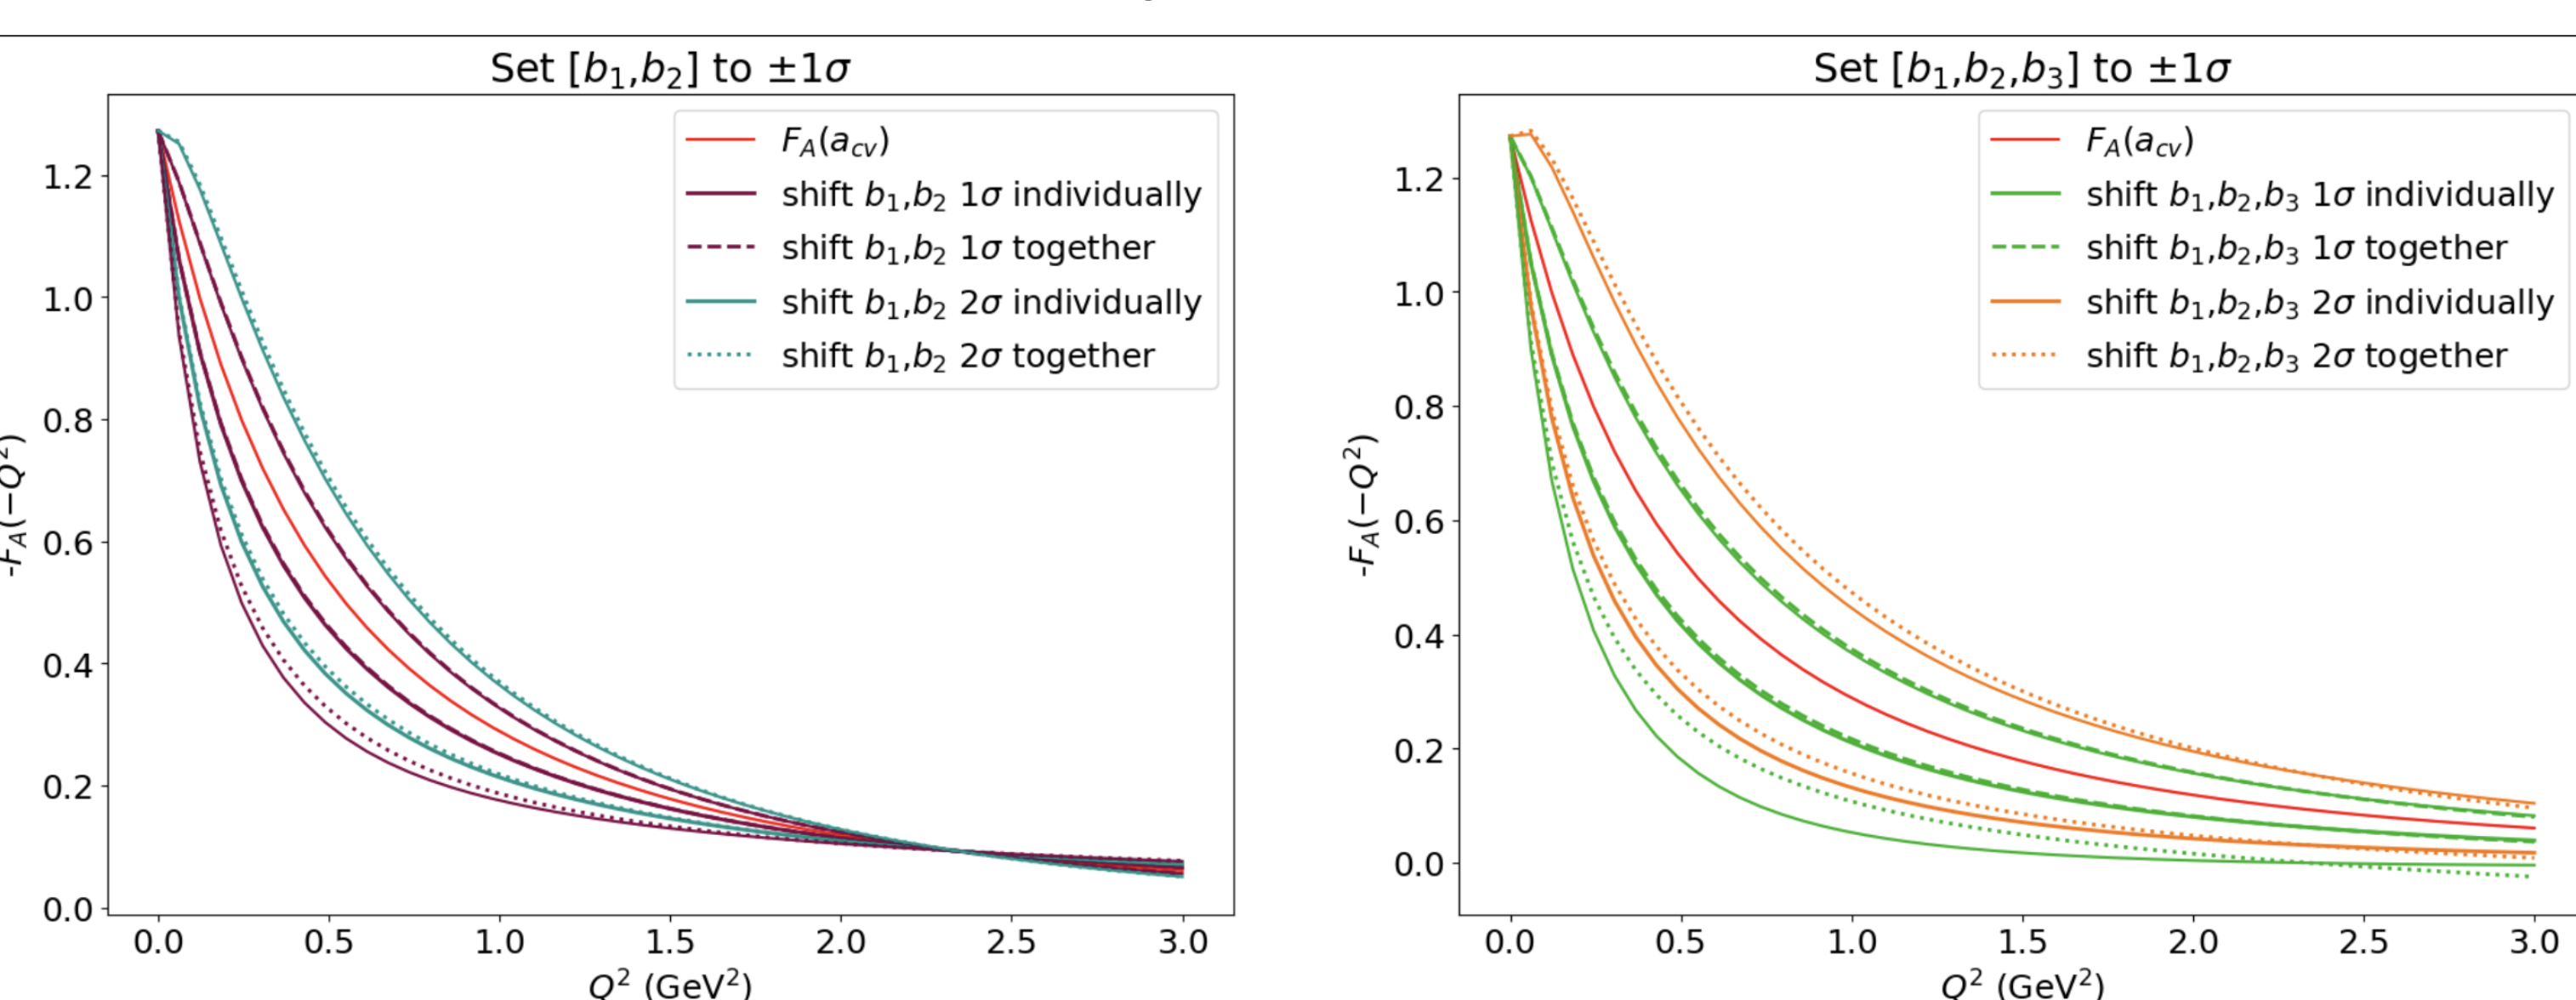 Set [b₁,b₂] to ±1σ
F_A(a_cv)
shift b₁,b₂ 1σ individually
shift b₁,b₂ 1σ together
shift b₁,b₂ 2σ individually
shift b₁,b₂ 2σ together
-F_A(−Q²)
1.2
1.0
0.8
0.6
0.4
0.2
0.0
0.0 0.5 1.0 1.5 2.0 2.5 3.0
Q² (GeV²)
Set [b₁,b₂,b₃] to ±1σ
F_A(a_cv)
shift b₁,b₂,b₃ 1σ individually
shift b₁,b₂,b₃ 1σ together
shift b₁,b₂,b₃ 2σ individually
shift b₁,b₂,b₃ 2σ together
-F_A(−Q²)
1.2
1.0
0.8
0.6
0.4
0.2
0.0
0.0 0.5 1.0 1.5 2.0 2.5 3.0
Q² (GeV²)